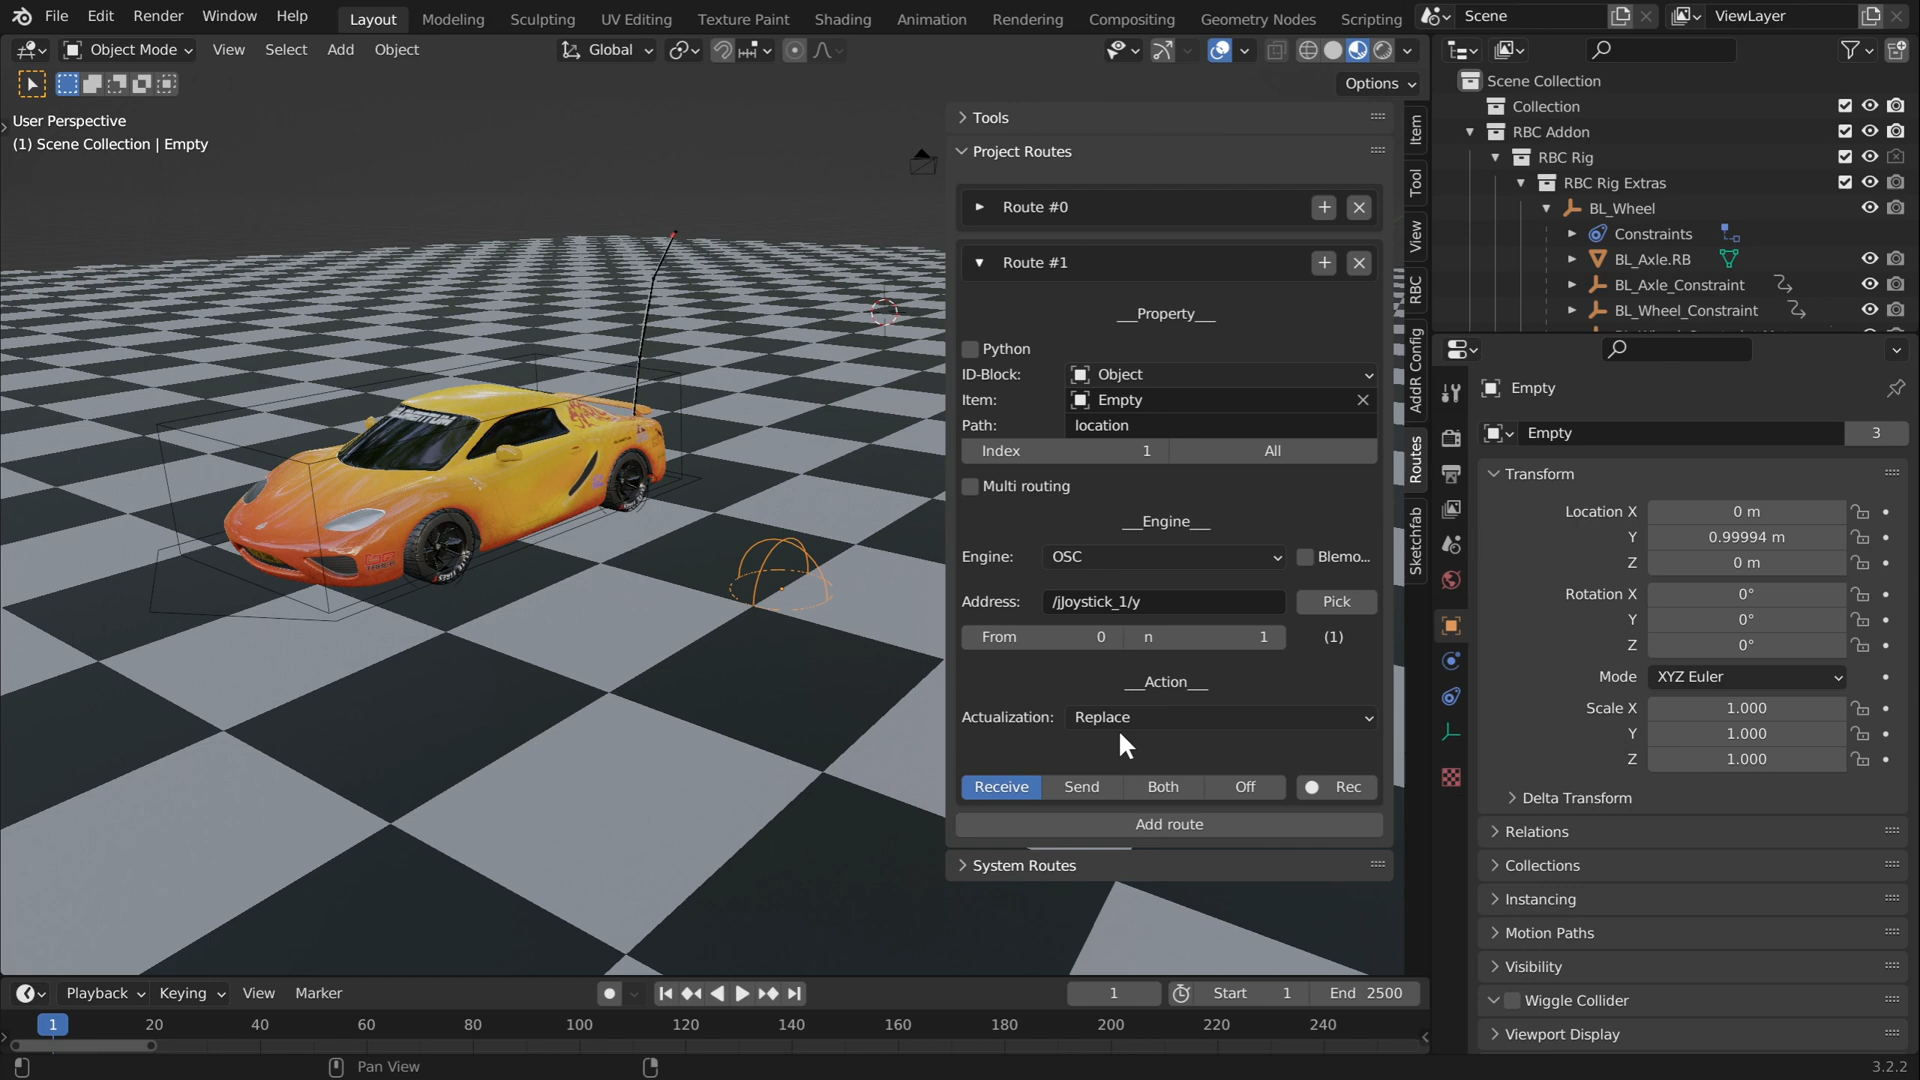 File Edit Render Window Help Layout Modeling Sculpting UV Editing Texture Paint Shading Animation Rendering Compositing Geometry Nodes Scripting Scene ViewLayer
Object Mode View Select Add Object Global
Options
User Perspective
(1) Scene Collection | Empty
Tools
Project Routes
Route #0
Route #1
___Property___
Python
ID-Block: Object
Item: Empty
Path: location
Index 1 All
Multi routing
___Engine___
Engine: OSC Blemo...
Address: /jJoystick_1/y Pick
From 0 n 1 (1)
___Action___
Actualization: Replace
Receive Send Both Off Rec
Add route
System Routes
Item
Tool
View
RBC
AddR Config
Routes
Sketchfab
Scene Collection
Collection
RBC Addon
RBC Rig
RBC Rig Extras
BL_Wheel
Constraints
BL_Axle.RB
BL_Axle_Constraint
BL_Wheel_Constraint
Empty
Empty 3
Transform
Location X 0 m
Y 0.99994 m
Z 0 m
Rotation X 0°
Y 0°
Z 0°
Mode XYZ Euler
Scale X 1.000
Y 1.000
Z 1.000
Delta Transform
Relations
Collections
Instancing
Motion Paths
Visibility
Wiggle Collider
Viewport Display
Playback Keying View Marker 1 Start 1 End 2500
1 20 40 60 80 100 120 140 160 180 200 220 240
Pan View 3.2.2